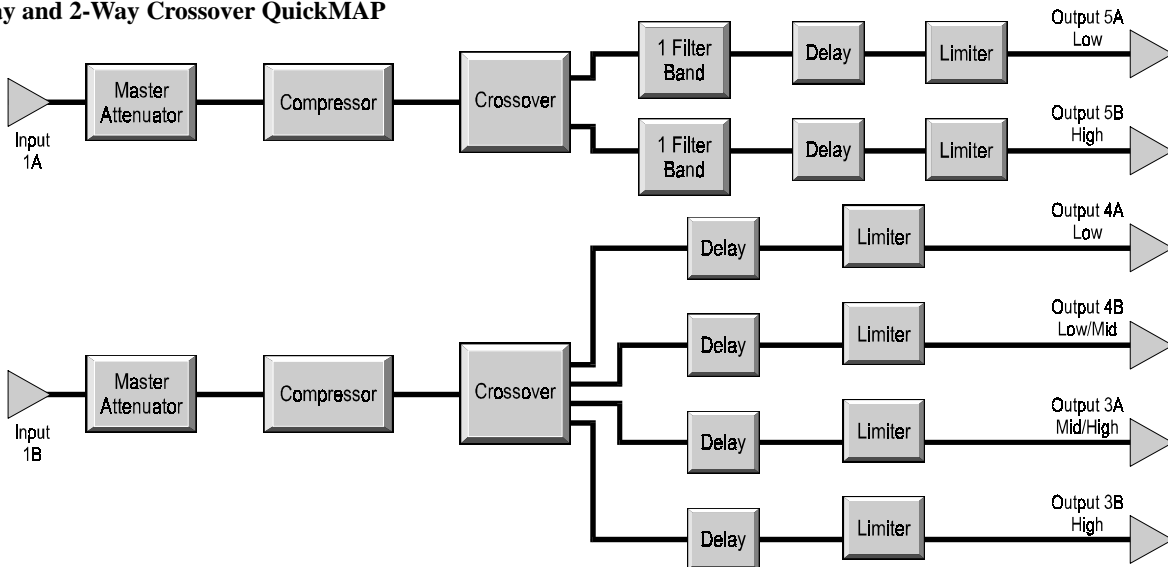 and 2-Way Crossover QuickMAP
Output 5A
Low
1 Filter
Band
Delay
Limiter
Master
Attenuator
Compressor
Crossover
Input
1A
Output 5B
High
1 Filter
Band
Delay
Limiter
Output 4A
Low
Delay
Limiter
Output 4B
Low/Mid
Delay
Limiter
Master
Attenuator
Compressor
Crossover
Input
1B
Output 3A
Mid/High
Delay
Limiter
Output 3B
High
Delay
Limiter